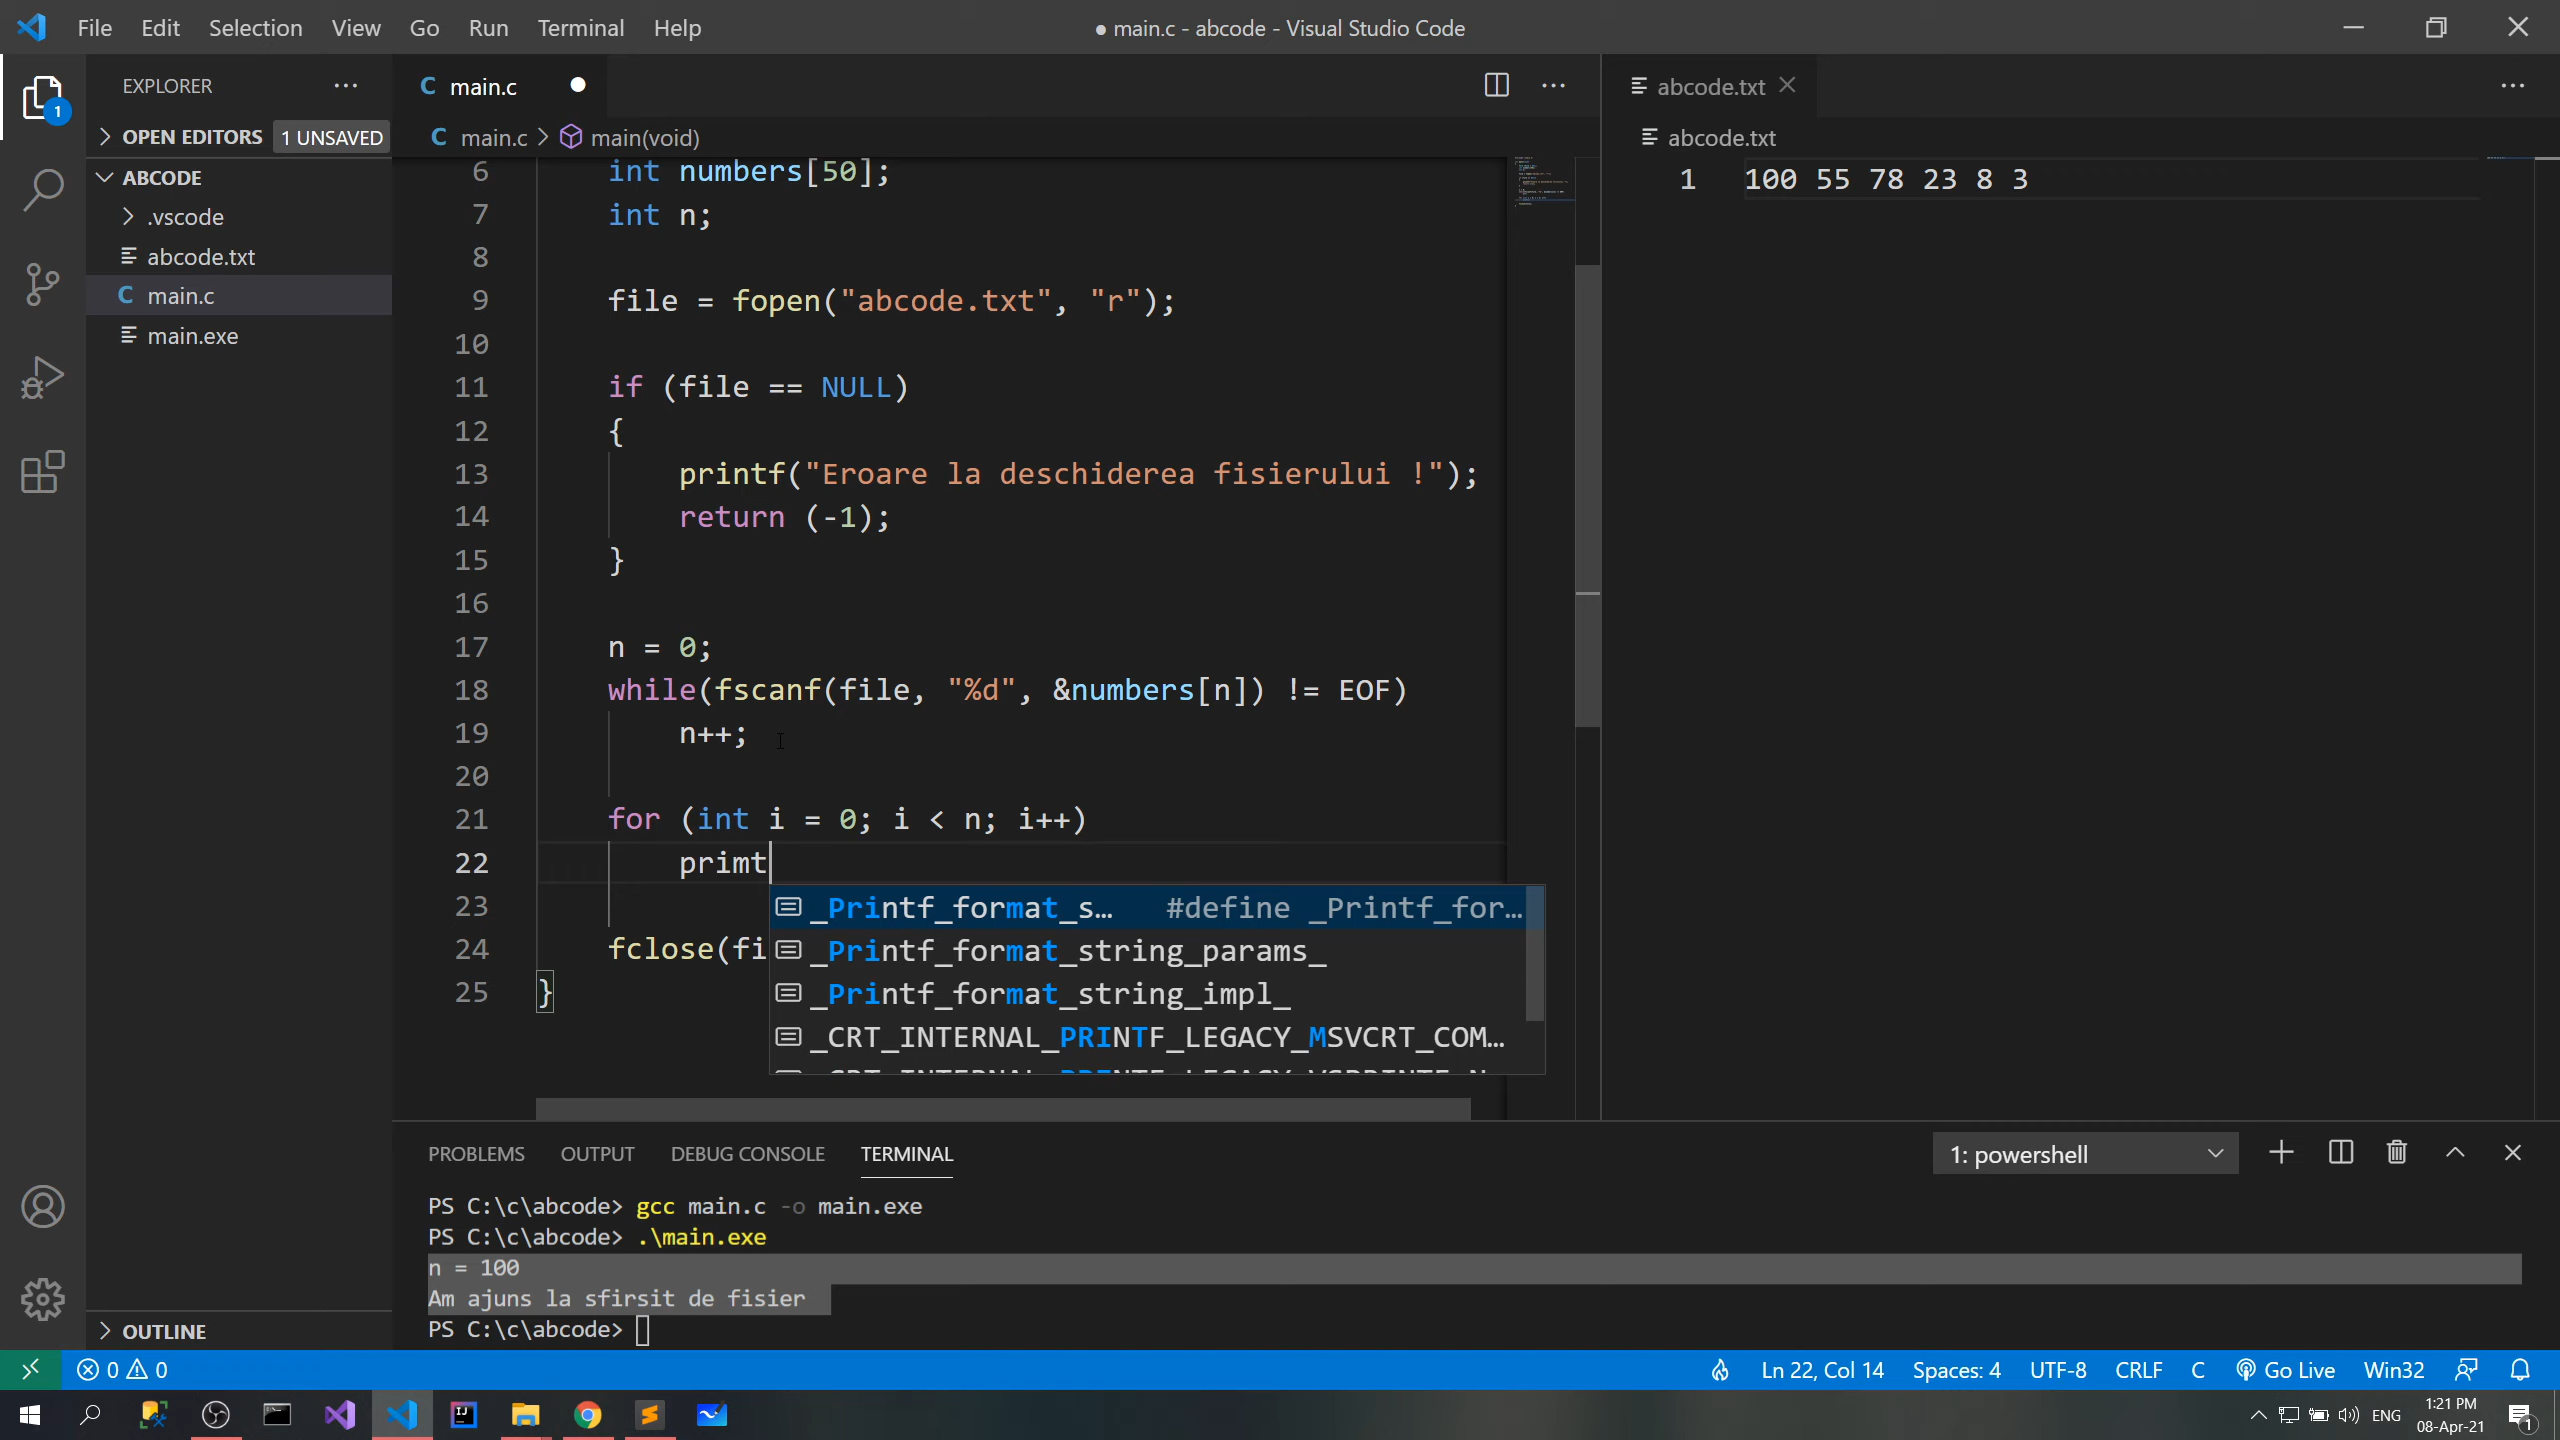 File Edit Selection View Go Run Terminal Help
● main.c - abcode - Visual Studio Code
EXPLORER
OPEN EDITORS 1 UNSAVED
ABCODE
.vscode
abcode.txt
C main.c
main.exe
OUTLINE
1
C main.c
C main.c > main(void)
6 int numbers[50];
7 int n;
8
9 file = fopen("abcode.txt", "r");
10
11 if (file == NULL)
12 {
13 printf("Eroare la deschiderea fisierului !");
14 return (-1);
15 }
16
17 n = 0;
18 while(fscanf(file, "%d", &numbers[n]) != EOF)
19 n++;
20
21 for (int i = 0; i < n; i++)
22 primt
23
24 fclose(fi
25 }
_Printf_format_s… #define _Printf_for…
_Printf_format_string_params_
_Printf_format_string_impl_
_CRT_INTERNAL_PRINTF_LEGACY_MSVCRT_COM…
abcode.txt
abcode.txt
1 100 55 78 23 8 3
PROBLEMS OUTPUT DEBUG CONSOLE TERMINAL
1: powershell
PS C:\c\abcode> gcc main.c -o main.exe
PS C:\c\abcode> .\main.exe
n = 100
Am ajuns la sfirsit de fisier
PS C:\c\abcode>
0 0
Ln 22, Col 14 Spaces: 4 UTF-8 CRLF C Go Live Win32
ENG
1:21 PM
08-Apr-21
1